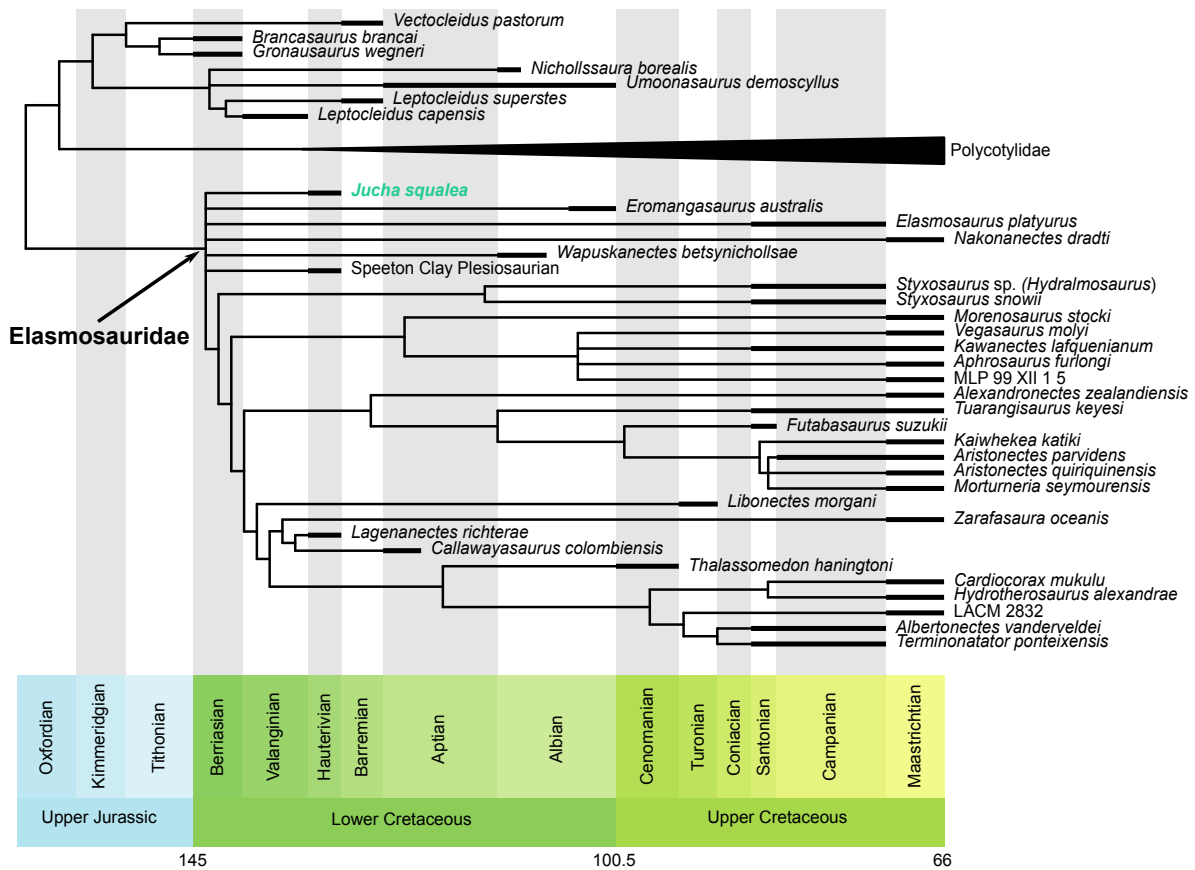 Vectocleidus pastorum
Brancasaurus brancai
Gronausaurus wegneri
Nichollssaura borealis
Umoonasaurus demoscyllus
Leptocleidus superstes
Leptocleidus capensis
Polycotylidae
Jucha squalea
Eromangasaurus australis
Elasmosaurus platyurus
Nakonanectes dradti
Wapuskanectes betsynichollsae
Speeton Clay Plesiosaurian
Styxosaurus sp. (Hydralmosaurus)
Styxosaurus snowii
Elasmosauridae
Morenosaurus stocki
Vegasaurus molyi
Kawanectes lafquenianum
Aphrosaurus furlongi
MLP 99 XII 1 5
Alexandronectes zealandiensis
Tuarangisaurus keyesi
Futabasaurus suzukii
Kaiwhekea katiki
Aristonectes parvidens
Aristonectes quiriquinensis
Morturneria seymourensis
Libonectes morgani
Zarafasaura oceanis
Lagenanectes richterae
Callawayasaurus colombiensis
Thalassomedon haningtoni
Cardiocorax mukulu
Hydrotherosaurus alexandrae
LACM 2832
Albertonectes vanderveldei
Terminonatator ponteixensis
Oxfordian
Kimmeridgian
Tithonian
Berriasian
Valanginian
Hauterivian
Barremian
Aptian
Albian
Cenomanian
Turonian
Coniacian
Santonian
Campanian
Maastrichtian
Upper Jurassic
Lower Cretaceous
Upper Cretaceous
145
100.5
66